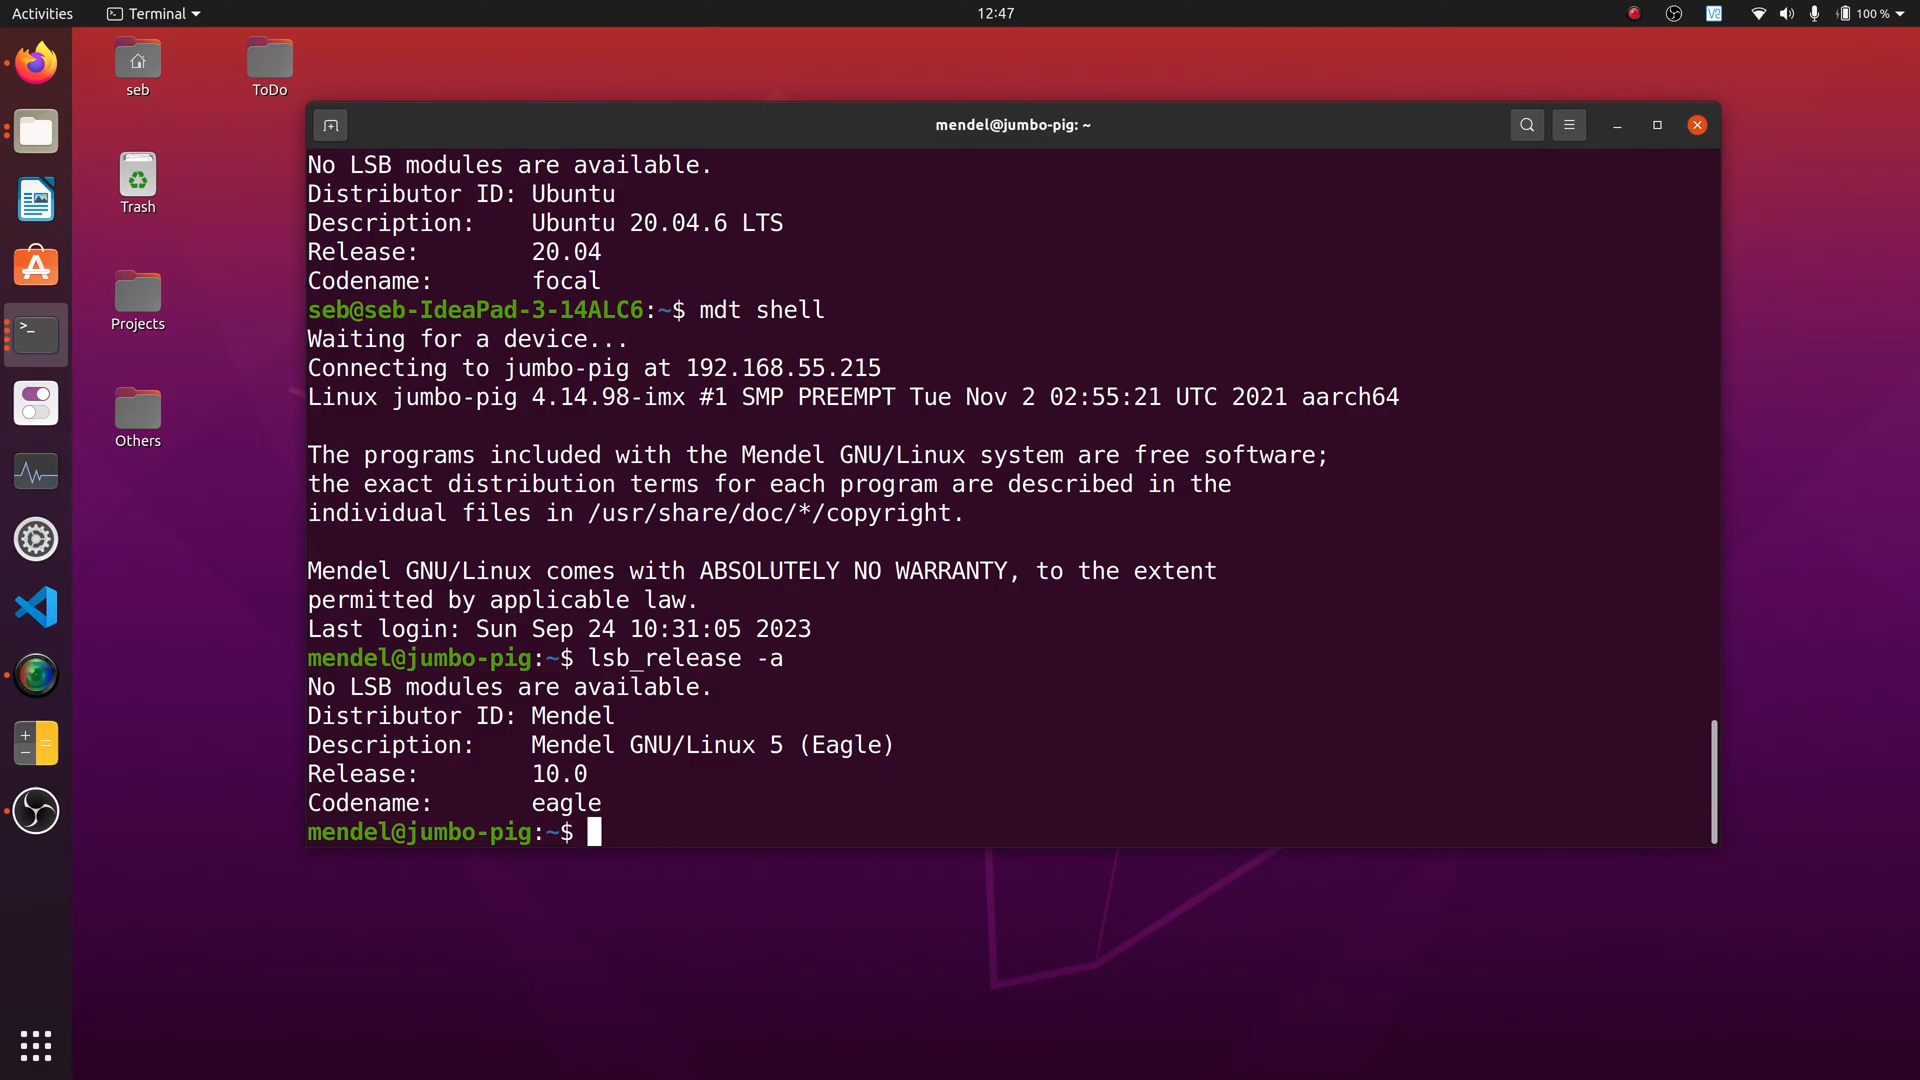 Activities
Terminal
12:47
V2
100 %
seb
ToDo
Trash
Projects
Others
mendel@jumbo-pig: ~
No LSB modules are available.
Distributor ID: Ubuntu
Description:    Ubuntu 20.04.6 LTS
Release:        20.04
Codename:       focal
seb@seb-IdeaPad-3-14ALC6:~$ mdt shell
Waiting for a device...
Connecting to jumbo-pig at 192.168.55.215
Linux jumbo-pig 4.14.98-imx #1 SMP PREEMPT Tue Nov 2 02:55:21 UTC 2021 aarch64
The programs included with the Mendel GNU/Linux system are free software;
the exact distribution terms for each program are described in the
individual files in /usr/share/doc/*/copyright.
Mendel GNU/Linux comes with ABSOLUTELY NO WARRANTY, to the extent
permitted by applicable law.
Last login: Sun Sep 24 10:31:05 2023
mendel@jumbo-pig:~$ lsb_release -a
No LSB modules are available.
Distributor ID: Mendel
Description:    Mendel GNU/Linux 5 (Eagle)
Release:        10.0
Codename:       eagle
mendel@jumbo-pig:~$